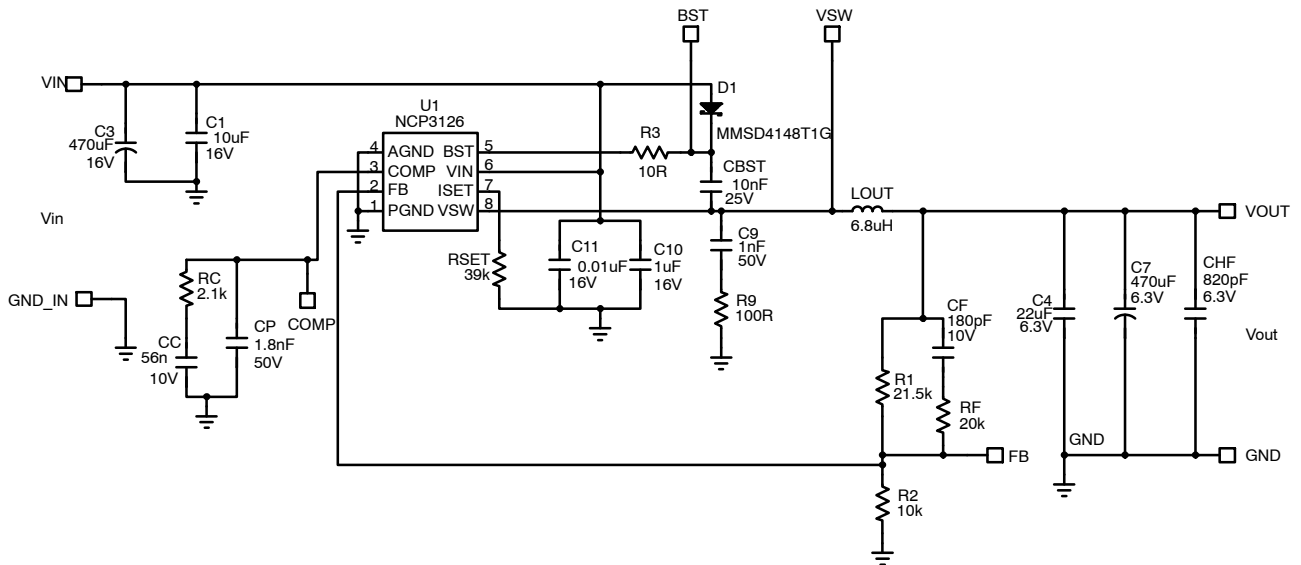 BST
VSW
VIN
D1
U1
NCP3126
MMSD4148T1G
C3
470uF
16V
C1
10uF
16V
R3
10R
4 AGND BST 5
3 COMP VIN 6
2 FB ISET 7
1 PGND VSW 8
CBST
10nF
25V
LOUT
6.8uH
VOUT
Vin
C9
1nF
50V
C11
0.01uF
16V
C10
1uF
16V
RSET
39k
RC
2.1k
GND_IN
COMP
CP
1.8nF
50V
CC
56n
10V
R9
100R
CF
180pF
10V
C4
22uF
6.3V
C7
470uF
6.3V
CHF
820pF
6.3V
Vout
R1
21.5k
RF
20k
GND
FB
GND
R2
10k